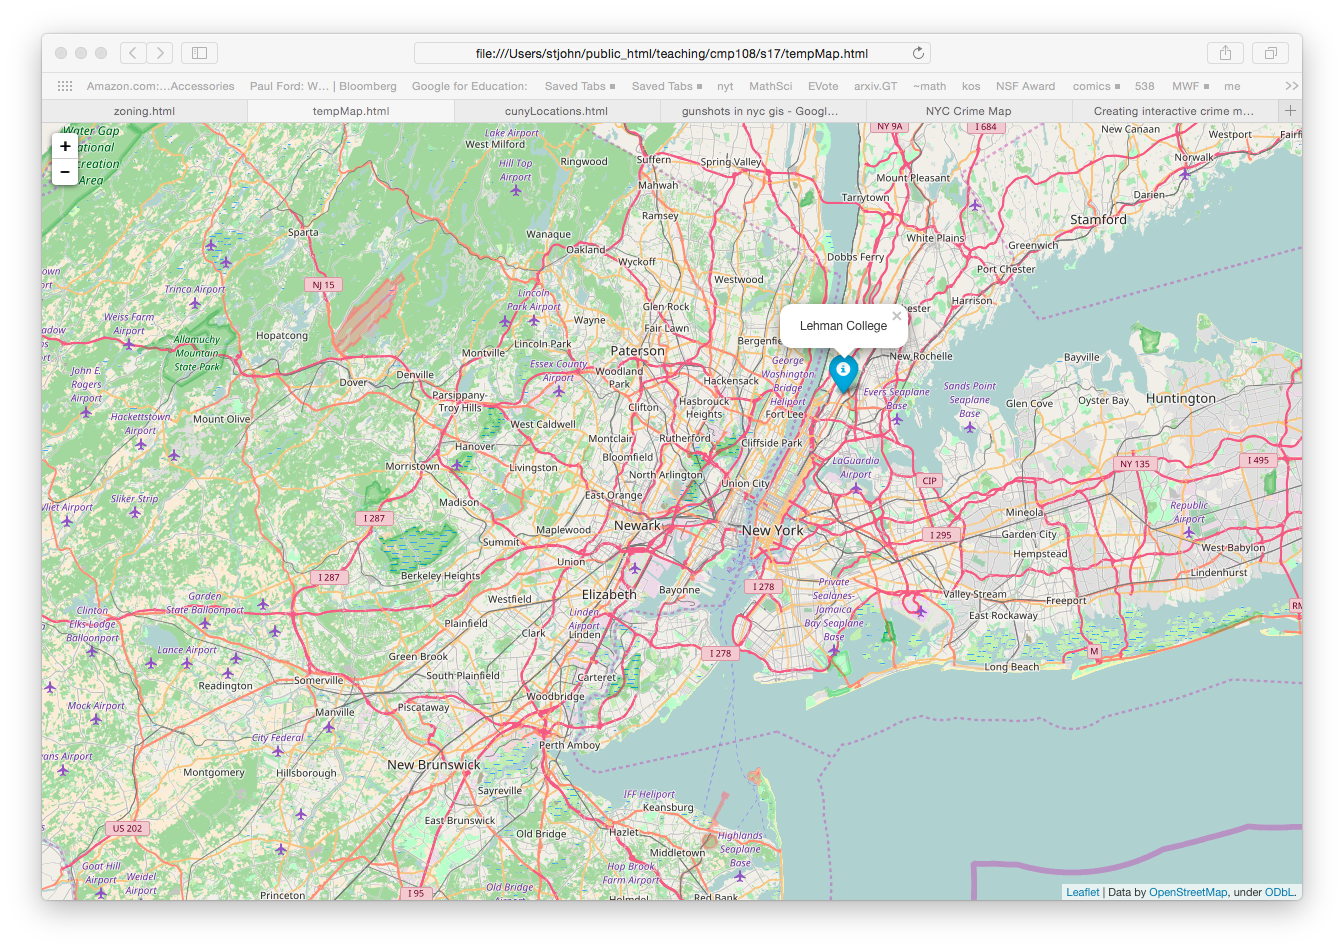 file:///Users/stjohn/public_html/teaching/cmp108/s17/tempMap.html
Amazon.com:...Accessories Paul Ford: W... | Bloomberg Google for Education: Saved Tabs Saved Tabs nyt MathSci EVote arxiv.GT ~math kos NSF Award comics 538 MWF me >>
zoning.html tempMap.html cunyLocations.html gunshots in nyc gis - Googl... NYC Crime Map Creating interactive crime m... +
+
−
Water Gap
Area
Lake Airport
West Milford
Hill Top
Airport
Ringwood
Suffern
Spring Valley
NY 9A
I 684
New Canaan
Westport
Norwalk
Darien
Stamford
Mahwah
Mount Pleasant
Tarrytown
Ramsey
Sparta
Wanaque
Oakland
White Plains
Greenwich
Wyckoff
Dobbs Ferry
Port Chester
Trinca Airport
NJ 15
Westwood
Harrison
Lincoln
Park Airport
Glen Rock
Lehman College
×
Weiss Farm
Airport
Wayne
Fair Lawn
Hopatcong
Allamuchy
Mountain
State Park
Lincoln Park
Paterson
Montville
New Rochelle
Bayville
Essex County
Airport
George
Washington
Bridge
Heliport
John E.
Rogers
Airport
Denville
Dover
Woodland
Park
Hackensack
Parsippany-
Troy Hills
Evers Seaplane
Base
Sands Point
Seaplane
Base
Glen Cove
Oyster Bay
Huntington
Hackettstown
Airport
Mount Olive
Clifton
Hasbrouck
Heights
Fort Lee
West Caldwell
Montclair
Rutherford
Cliffside Park
Hanover
Bloomfield
LaGuardia
Airport
NY 135
I 495
Morristown
Livingston
North Arlington
Union City
CIP
Sliker Strip
Airport
Madison
East Orange
Mineola
Republic
Airport
I 287
Maplewood
Newark
New York
I 295
Garden City
Summit
Hempstead
West Babylon
Union
Berkeley Heights
I 287
Lindenhurst
Elizabeth
Bayonne
I 278
Private
Sealanes-
Jamaica
Bay Seaplane
Base
Valley Stream
Freeport
Garden
State Balloonport
Westfield
Clinton
Elks Lodge
Balloonport
Linden
Airport
Linden
East Rockaway
Plainfield
Clark
Lance Airport
I 278
M
Green Brook
Long Beach
Readington
Somerville
South Plainfield
Carteret
Mock Airport
Woodbridge
Manville
Piscataway
City Federal
Perth Amboy
Montgomery
Hillsborough
New Brunswick
Sayreville
IFF Heliport
Keansburg
US 202
East Brunswick
Old Bridge
Hazlet
Highlands
Seaplane
Base
Middletown
Goat Hill
Airport
Weidel
Airport
Hop Brook
Farm Airport
Princeton
I 95
Old Bridge
Red Bank
Leaflet | Data by OpenStreetMap, under ODbL.